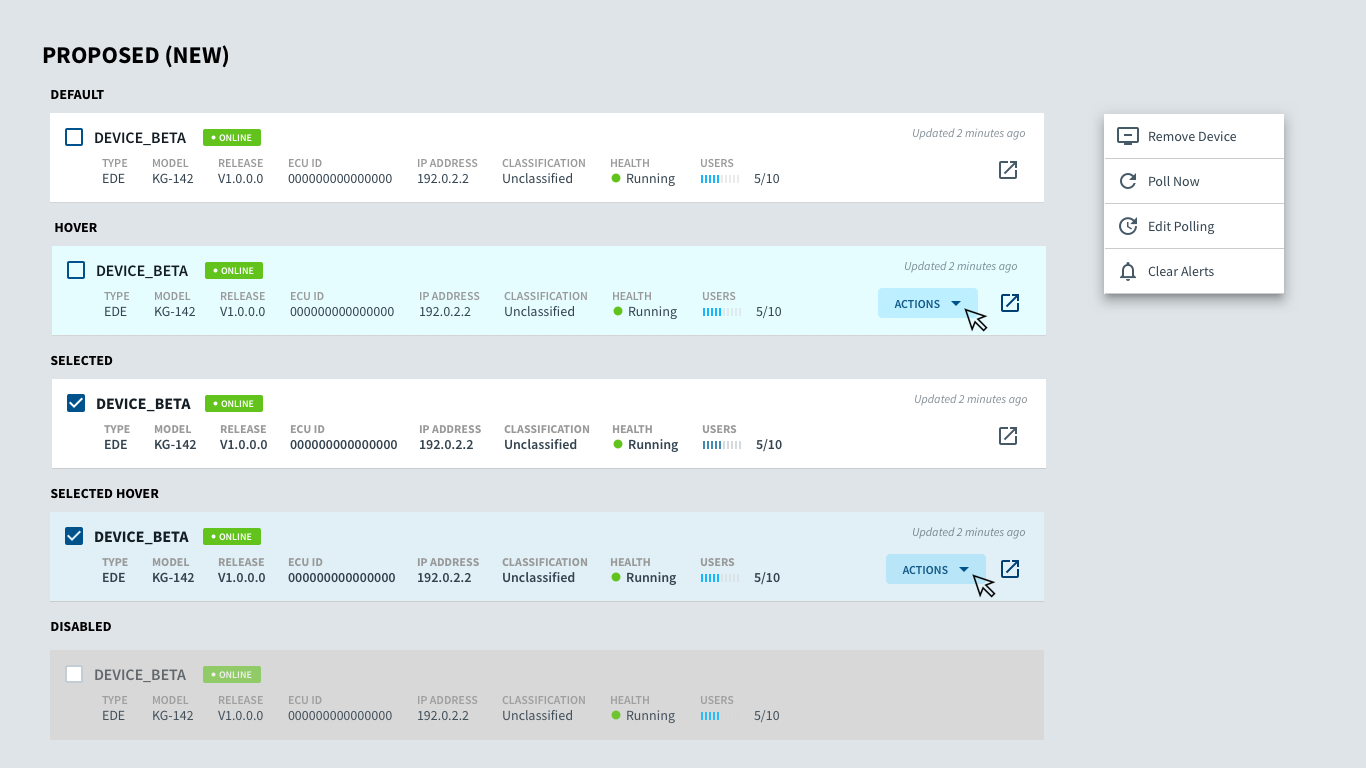 PROPOSED (NEW)
DEFAULT
DEVICE_BETA ONLINE Updated 2 minutes ago
TYPE MODEL RELEASE ECU ID IP ADDRESS CLASSIFICATION HEALTH USERS
EDE KG-142 V1.0.0.0 000000000000000 192.0.2.2 Unclassified Running 5/10
HOVER
DEVICE_BETA ONLINE Updated 2 minutes ago
TYPE MODEL RELEASE ECU ID IP ADDRESS CLASSIFICATION HEALTH USERS
EDE KG-142 V1.0.0.0 000000000000000 192.0.2.2 Unclassified Running 5/10 ACTIONS
SELECTED
DEVICE_BETA ONLINE Updated 2 minutes ago
TYPE MODEL RELEASE ECU ID IP ADDRESS CLASSIFICATION HEALTH USERS
EDE KG-142 V1.0.0.0 000000000000000 192.0.2.2 Unclassified Running 5/10
SELECTED HOVER
DEVICE_BETA ONLINE Updated 2 minutes ago
TYPE MODEL RELEASE ECU ID IP ADDRESS CLASSIFICATION HEALTH USERS
EDE KG-142 V1.0.0.0 000000000000000 192.0.2.2 Unclassified Running 5/10 ACTIONS
DISABLED
DEVICE_BETA ONLINE
TYPE MODEL RELEASE ECU ID IP ADDRESS CLASSIFICATION HEALTH USERS
EDE KG-142 V1.0.0.0 000000000000000 192.0.2.2 Unclassified Running 5/10
Remove Device
Poll Now
Edit Polling
Clear Alerts